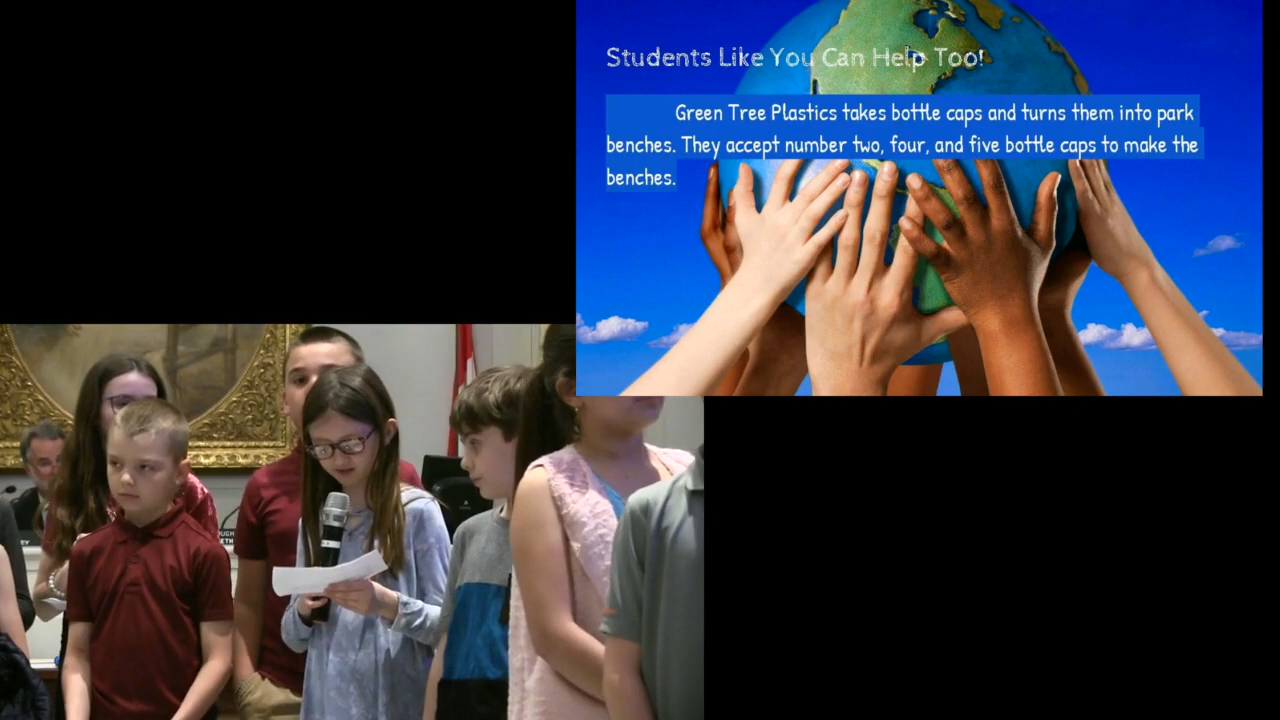 Students Like You Can Help Too!
Green Tree Plastics takes bottle caps and turns them into park
benches. They accept number two, four, and five bottle caps to make the
benches.